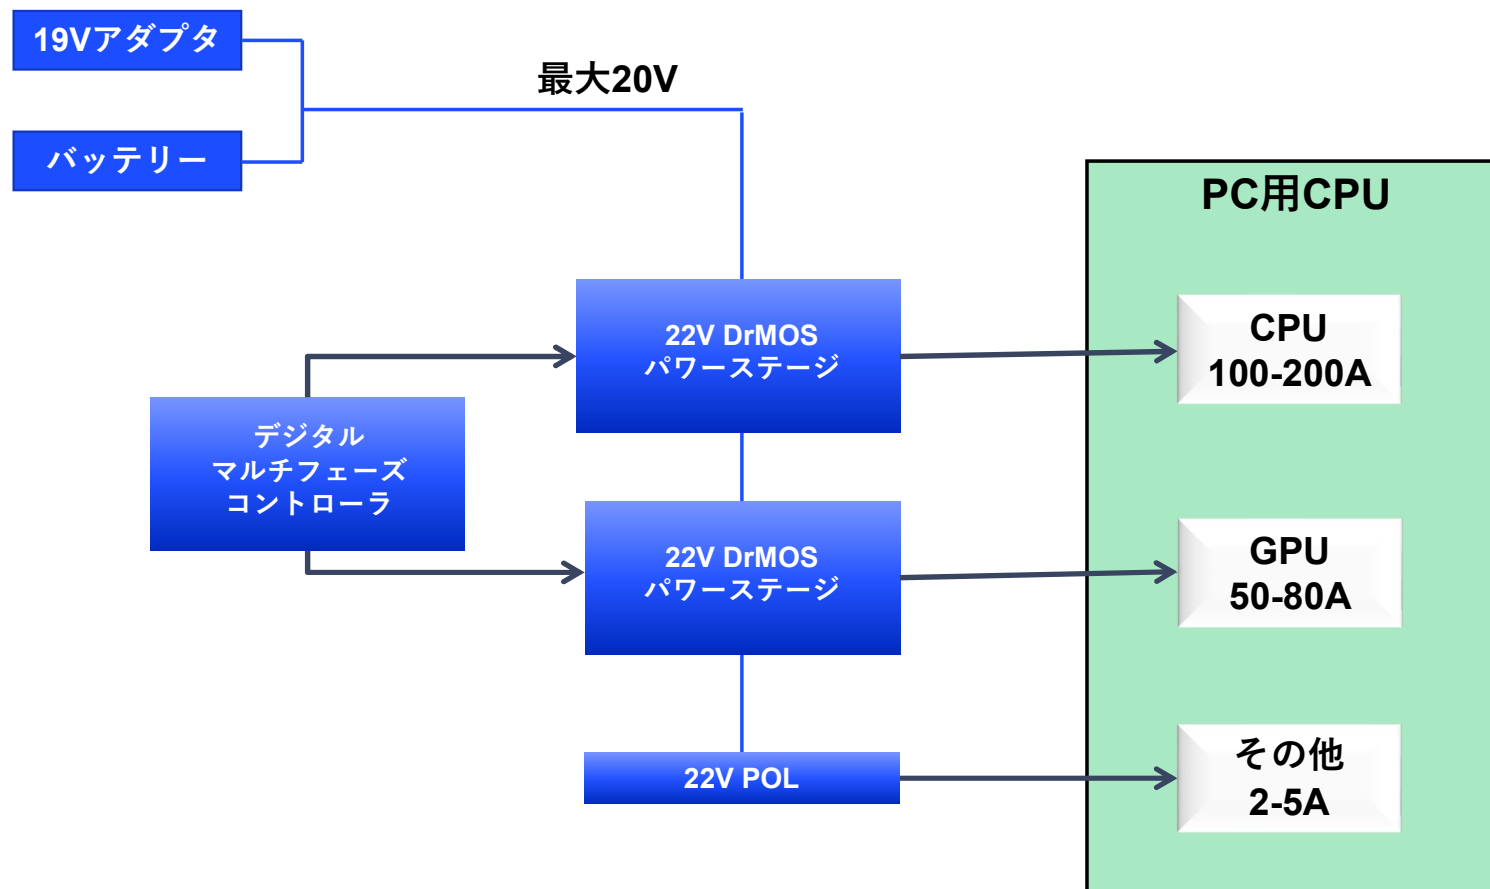 19Vアダプタ
最大20V
バッテリー
PC用CPU
22V DrMOS
パワーステージ
CPU
100-200A
デジタル
マルチフェーズ
コントローラ
22V DrMOS
パワーステージ
GPU
50-80A
22V POL
その他
2-5A